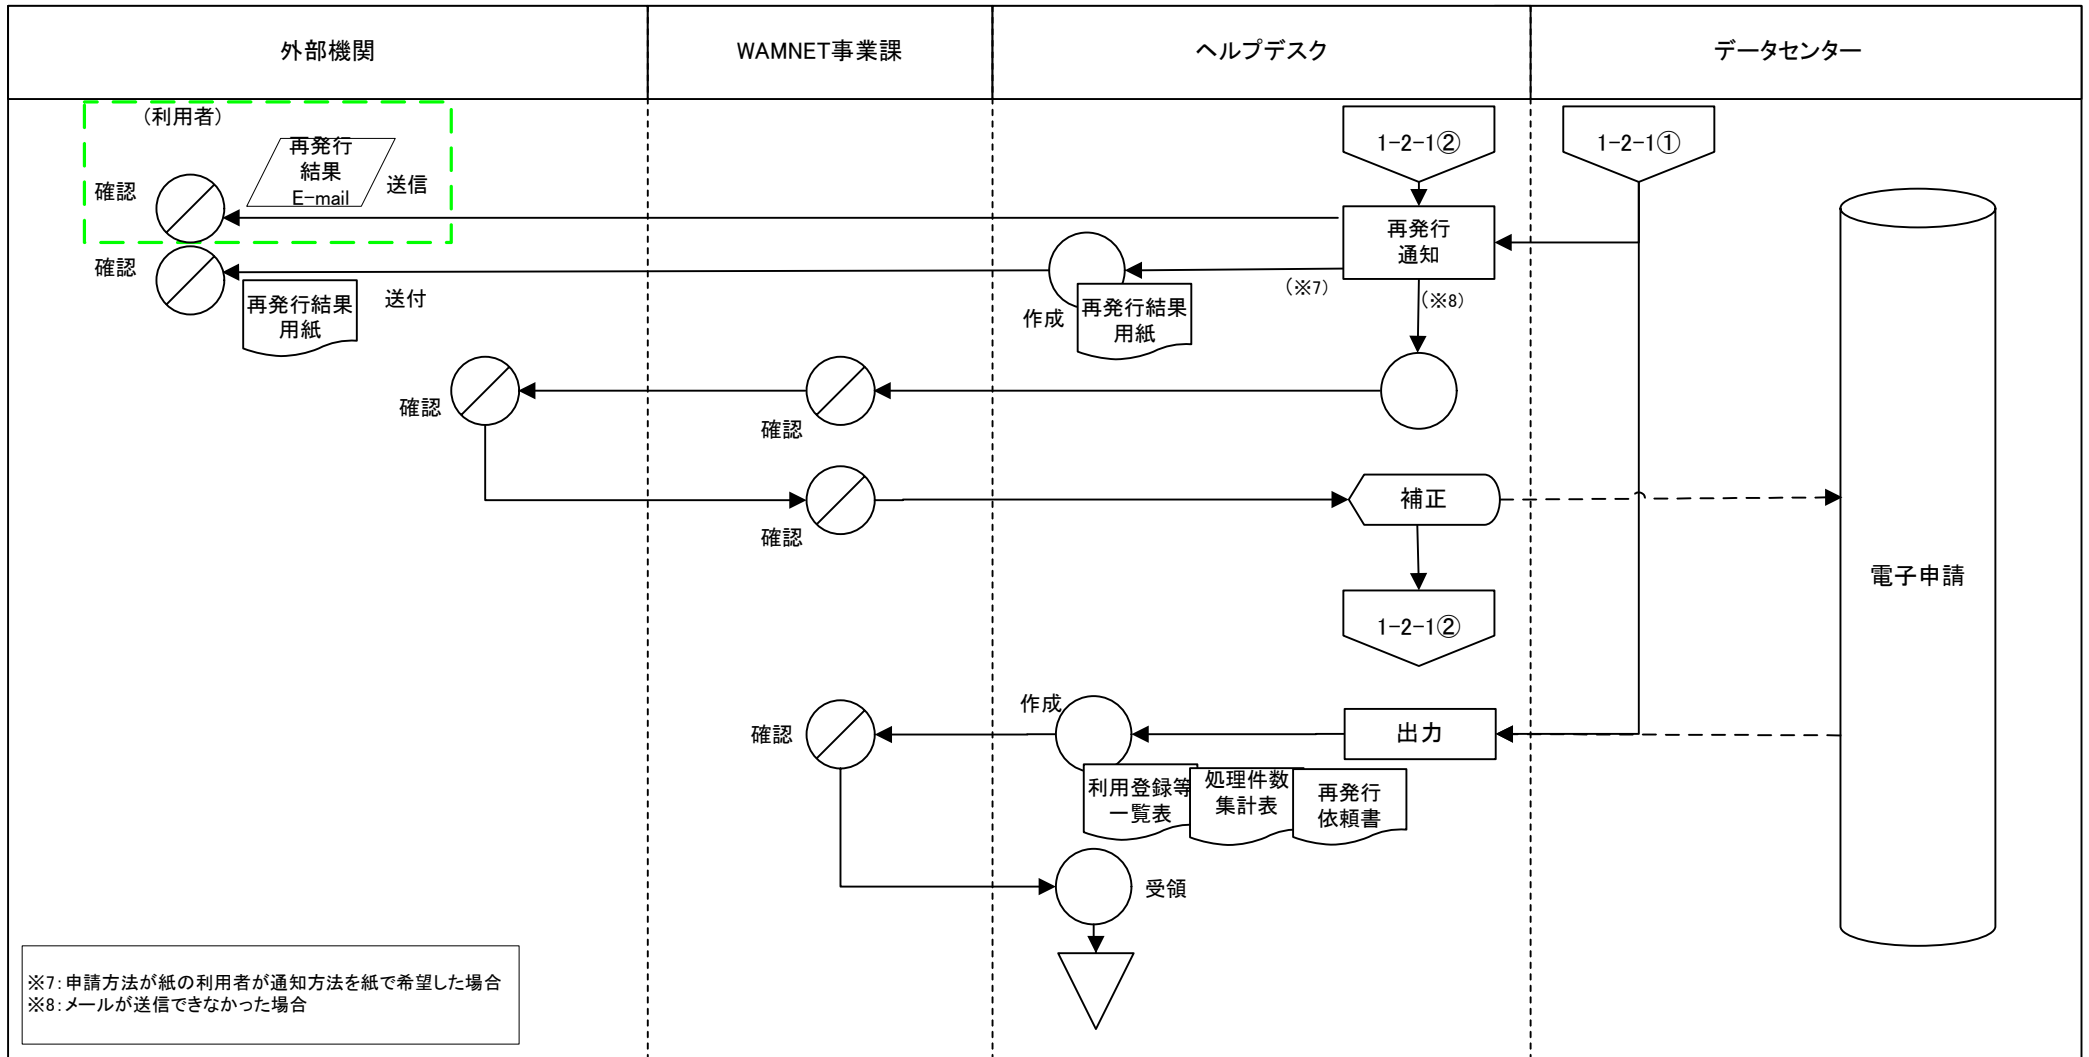 外部機関
WAMNET事業課
ヘルプデスク
データセンター
(利用者)
再発行
結果
E-mail
送信
確認
1-2-1②
1-2-1①
再発行
通知
確認
再発行結果
用紙
送付
作成
再発行結果
用紙
(※7)
(※8)
確認
確認
確認
補正
電子申請
1-2-1②
確認
作成
出力
利用登録等
一覧表
処理件数
集計表
再発行
依頼書
受領
※7:申請方法が紙の利用者が通知方法を紙で希望した場合
※8:メールが送信できなかった場合